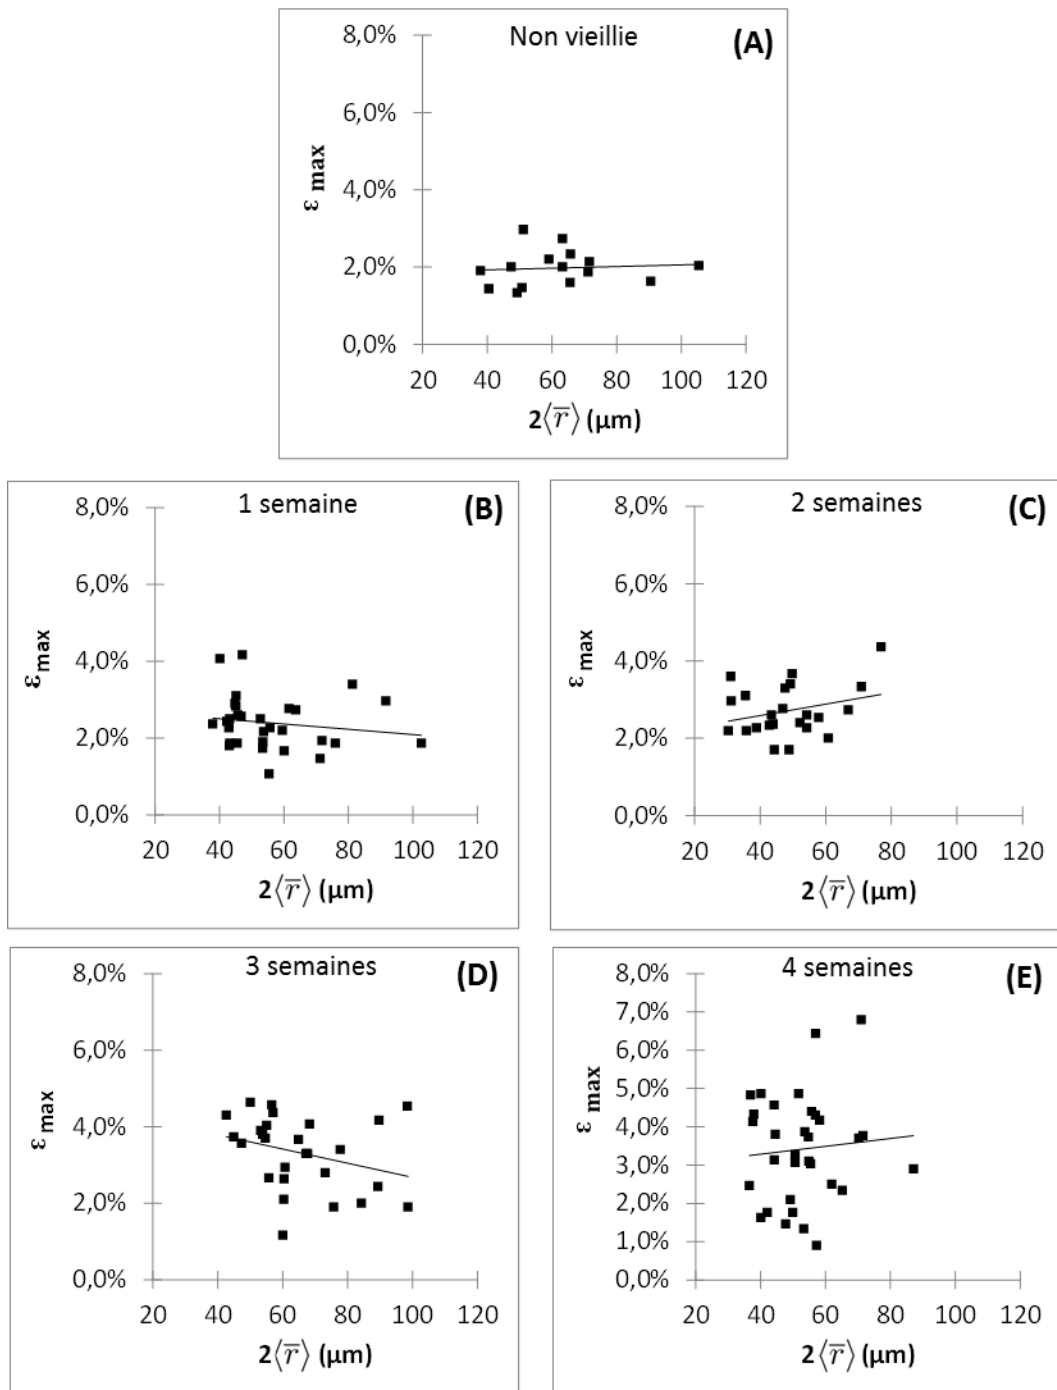 Non vieillie
(A)
8,0%
6,0%
4,0%
2,0%
0,0%
ε max
20 40 60 80 100 120
2⟨r̅⟩ (μm)
1 semaine
(B)
8,0%
6,0%
4,0%
2,0%
0,0%
εmax
20 40 60 80 100 120
2⟨r̅⟩ (μm)
2 semaines
(C)
8,0%
6,0%
4,0%
2,0%
0,0%
εmax
20 40 60 80 100 120
2⟨r̅⟩ (μm)
3 semaines
(D)
8,0%
6,0%
4,0%
2,0%
0,0%
εmax
20 40 60 80 100 120
2⟨r̅⟩ (μm)
4 semaines
(E)
8,0%
7,0%
6,0%
5,0%
4,0%
3,0%
2,0%
1,0%
0,0%
ε max
20 40 60 80 100 120
2⟨r̅⟩ (μm)